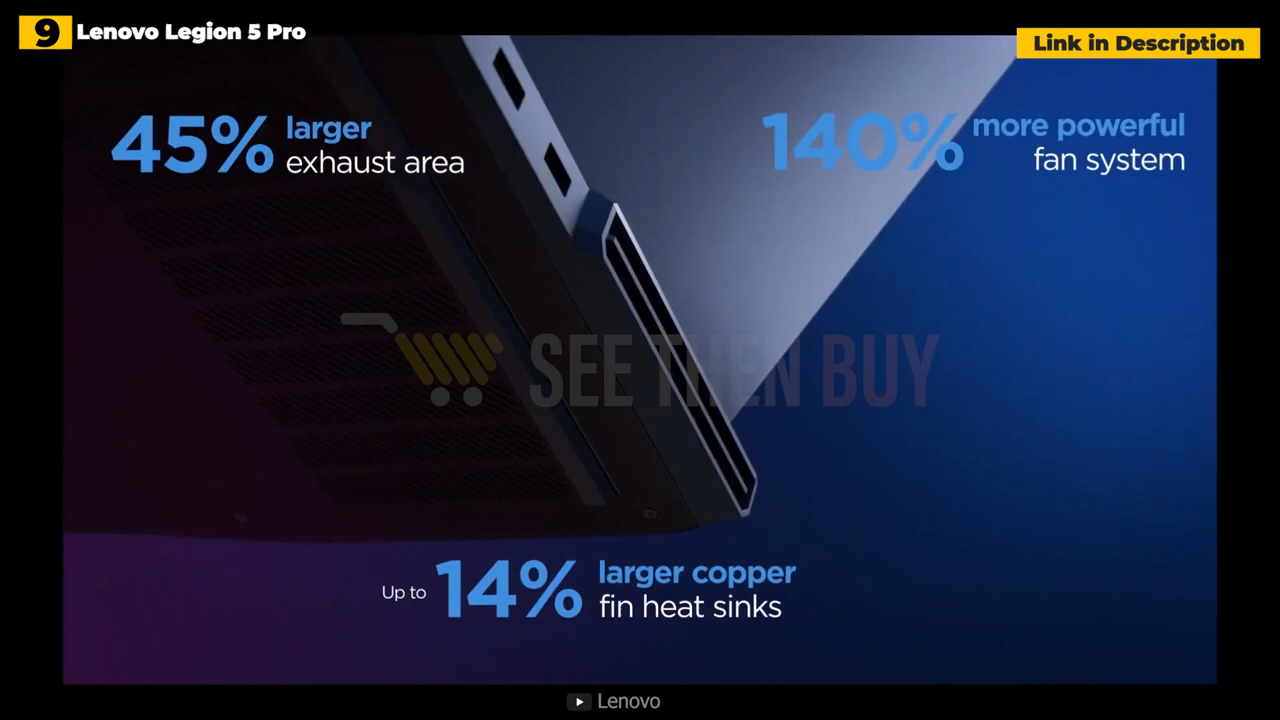 9 Lenovo Legion 5 Pro
Link in Description
45% larger
exhaust area
140% more powerful
fan system
SEE THEN BUY
Up to 14% larger copper
fin heat sinks
Lenovo